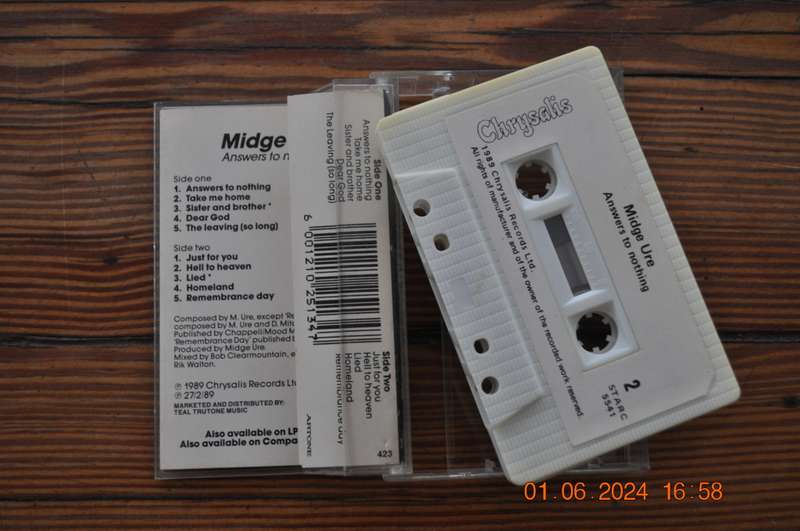 Midge
Answers to n
Side one
1. Answers to nothing
2. Take me home
3. Sister and brother *
4. Dear God
5. The leaving (so long)
Side two
1. Just for you
2. Hell to heaven
3. Lied *
4. Homeland
5. Remembrance day
Composed by M. Ure, except 'R
composed by M. Ure and D. Mit
Published by Chappell/Mood M
'Remembrance Day' published b
Produced by Midge Ure.
Mixed by Bob Clearmountain, e
Rik Walton.
℗ 1989 Chrysalis Records Lt
℗ 27/2/89
MARKETED AND DISTRIBUTED BY:
TEAL TRUTONE MUSIC
Also available on LP
Also available on Compa
Side One
Answers to nothing
Take me home
Sister and brother
Dear God
The Leaving (so long)
6 001210 251347
Side Two
Just for you
Hell to heaven
Lied
Homeland
Remembrance day
ARTONE
423
Chrysalis
1989 Chrysalis Records Ltd.
All rights of manufacturer and of the owner of the recorded work reserved.
Midge Ure
Answers to nothing
2
STARC
5541
01.06.2024 16:58